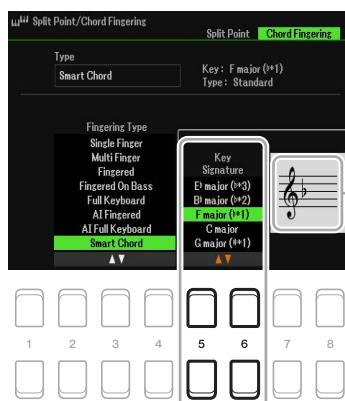 Split Point/Chord Fingering
Split Point
Chord Fingering
Type
Smart Chord
Key: F major (♭*1)
Type: Standard
Fingering Type
Single Finger
Multi Finger
Fingered
Fingered On Bass
Full Keyboard
AI Fingered
AI Full Keyboard
Smart Chord
Key
Signature
E♭ major (♭*3)
B♭ major (♭*2)
F major (♭*1)
C major
G major (#*1)
1 2 3 4 5 6 7 8